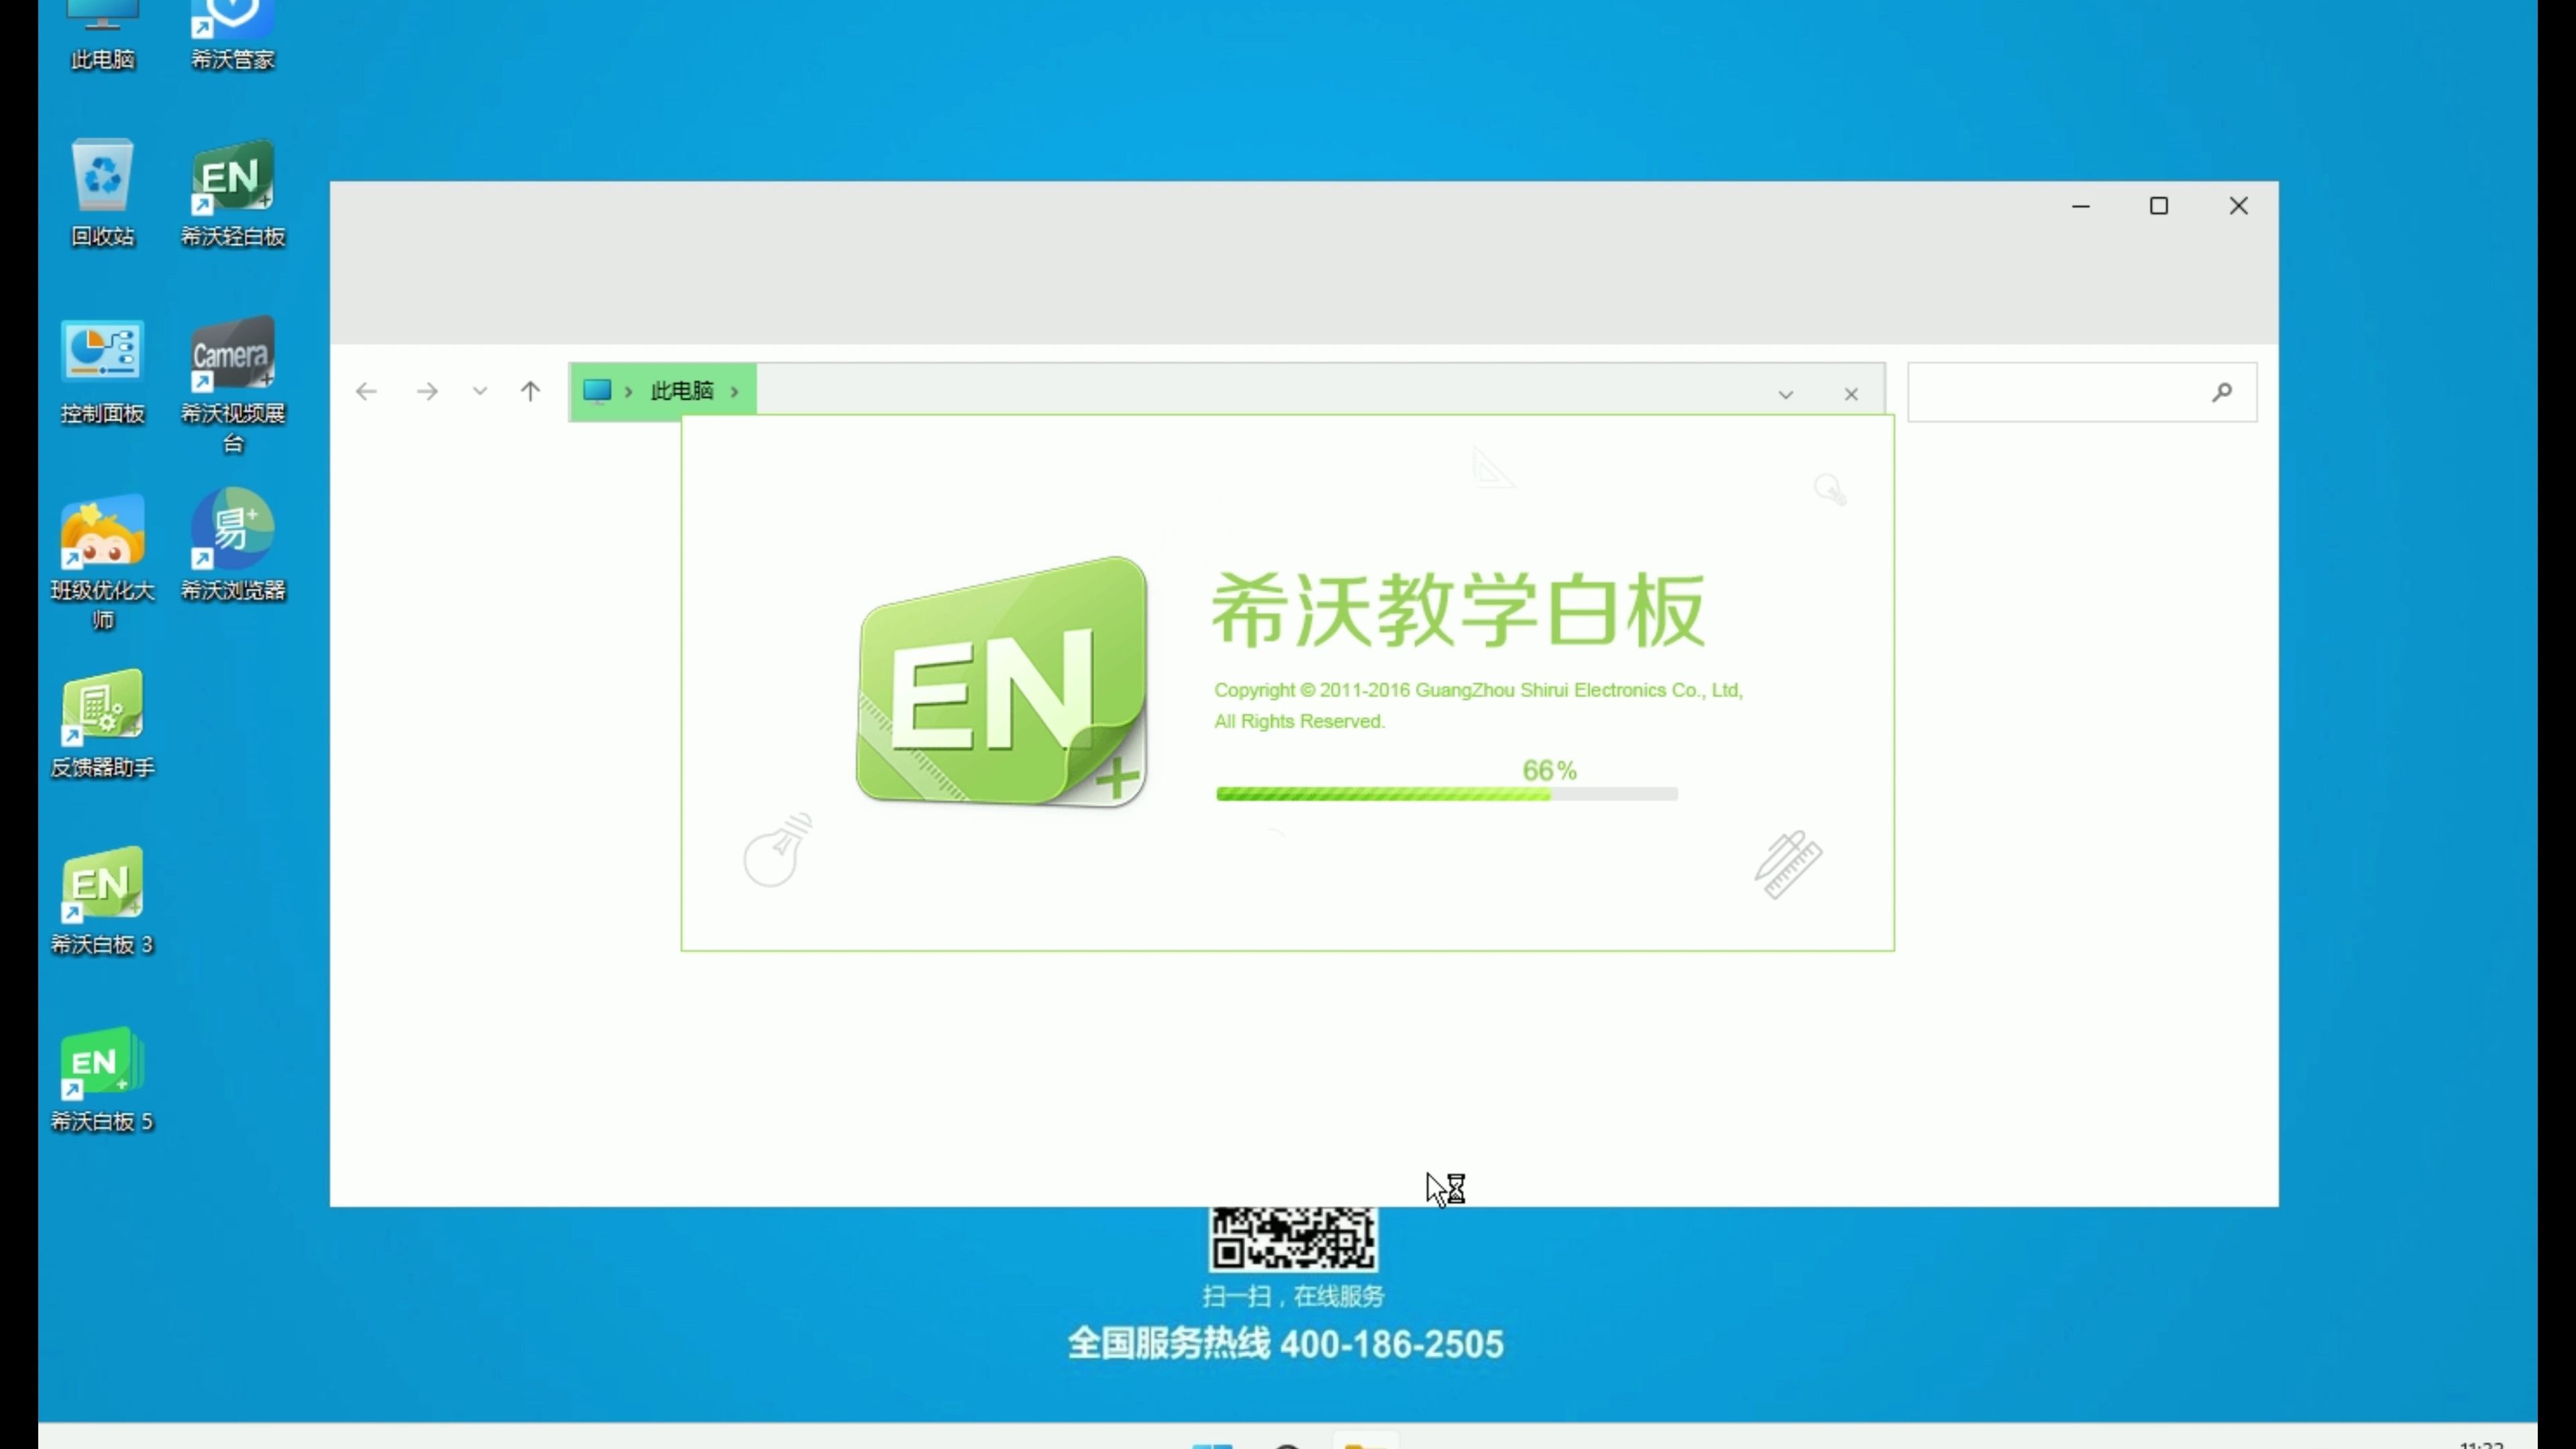 此电脑
希沃管家
回收站
EN
希沃轻白板
控制面板
Camera
希沃视频展
台
班级优化大
师
易+
希沃浏览器
反馈器助手
EN
希沃白板 3
EN
希沃白板 5
此电脑
EN
希沃教学白板
Copyright © 2011-2016 GuangZhou Shirui Electronics Co., Ltd,
All Rights Reserved.
66%
扫一扫，在线服务
全国服务热线 400-186-2505